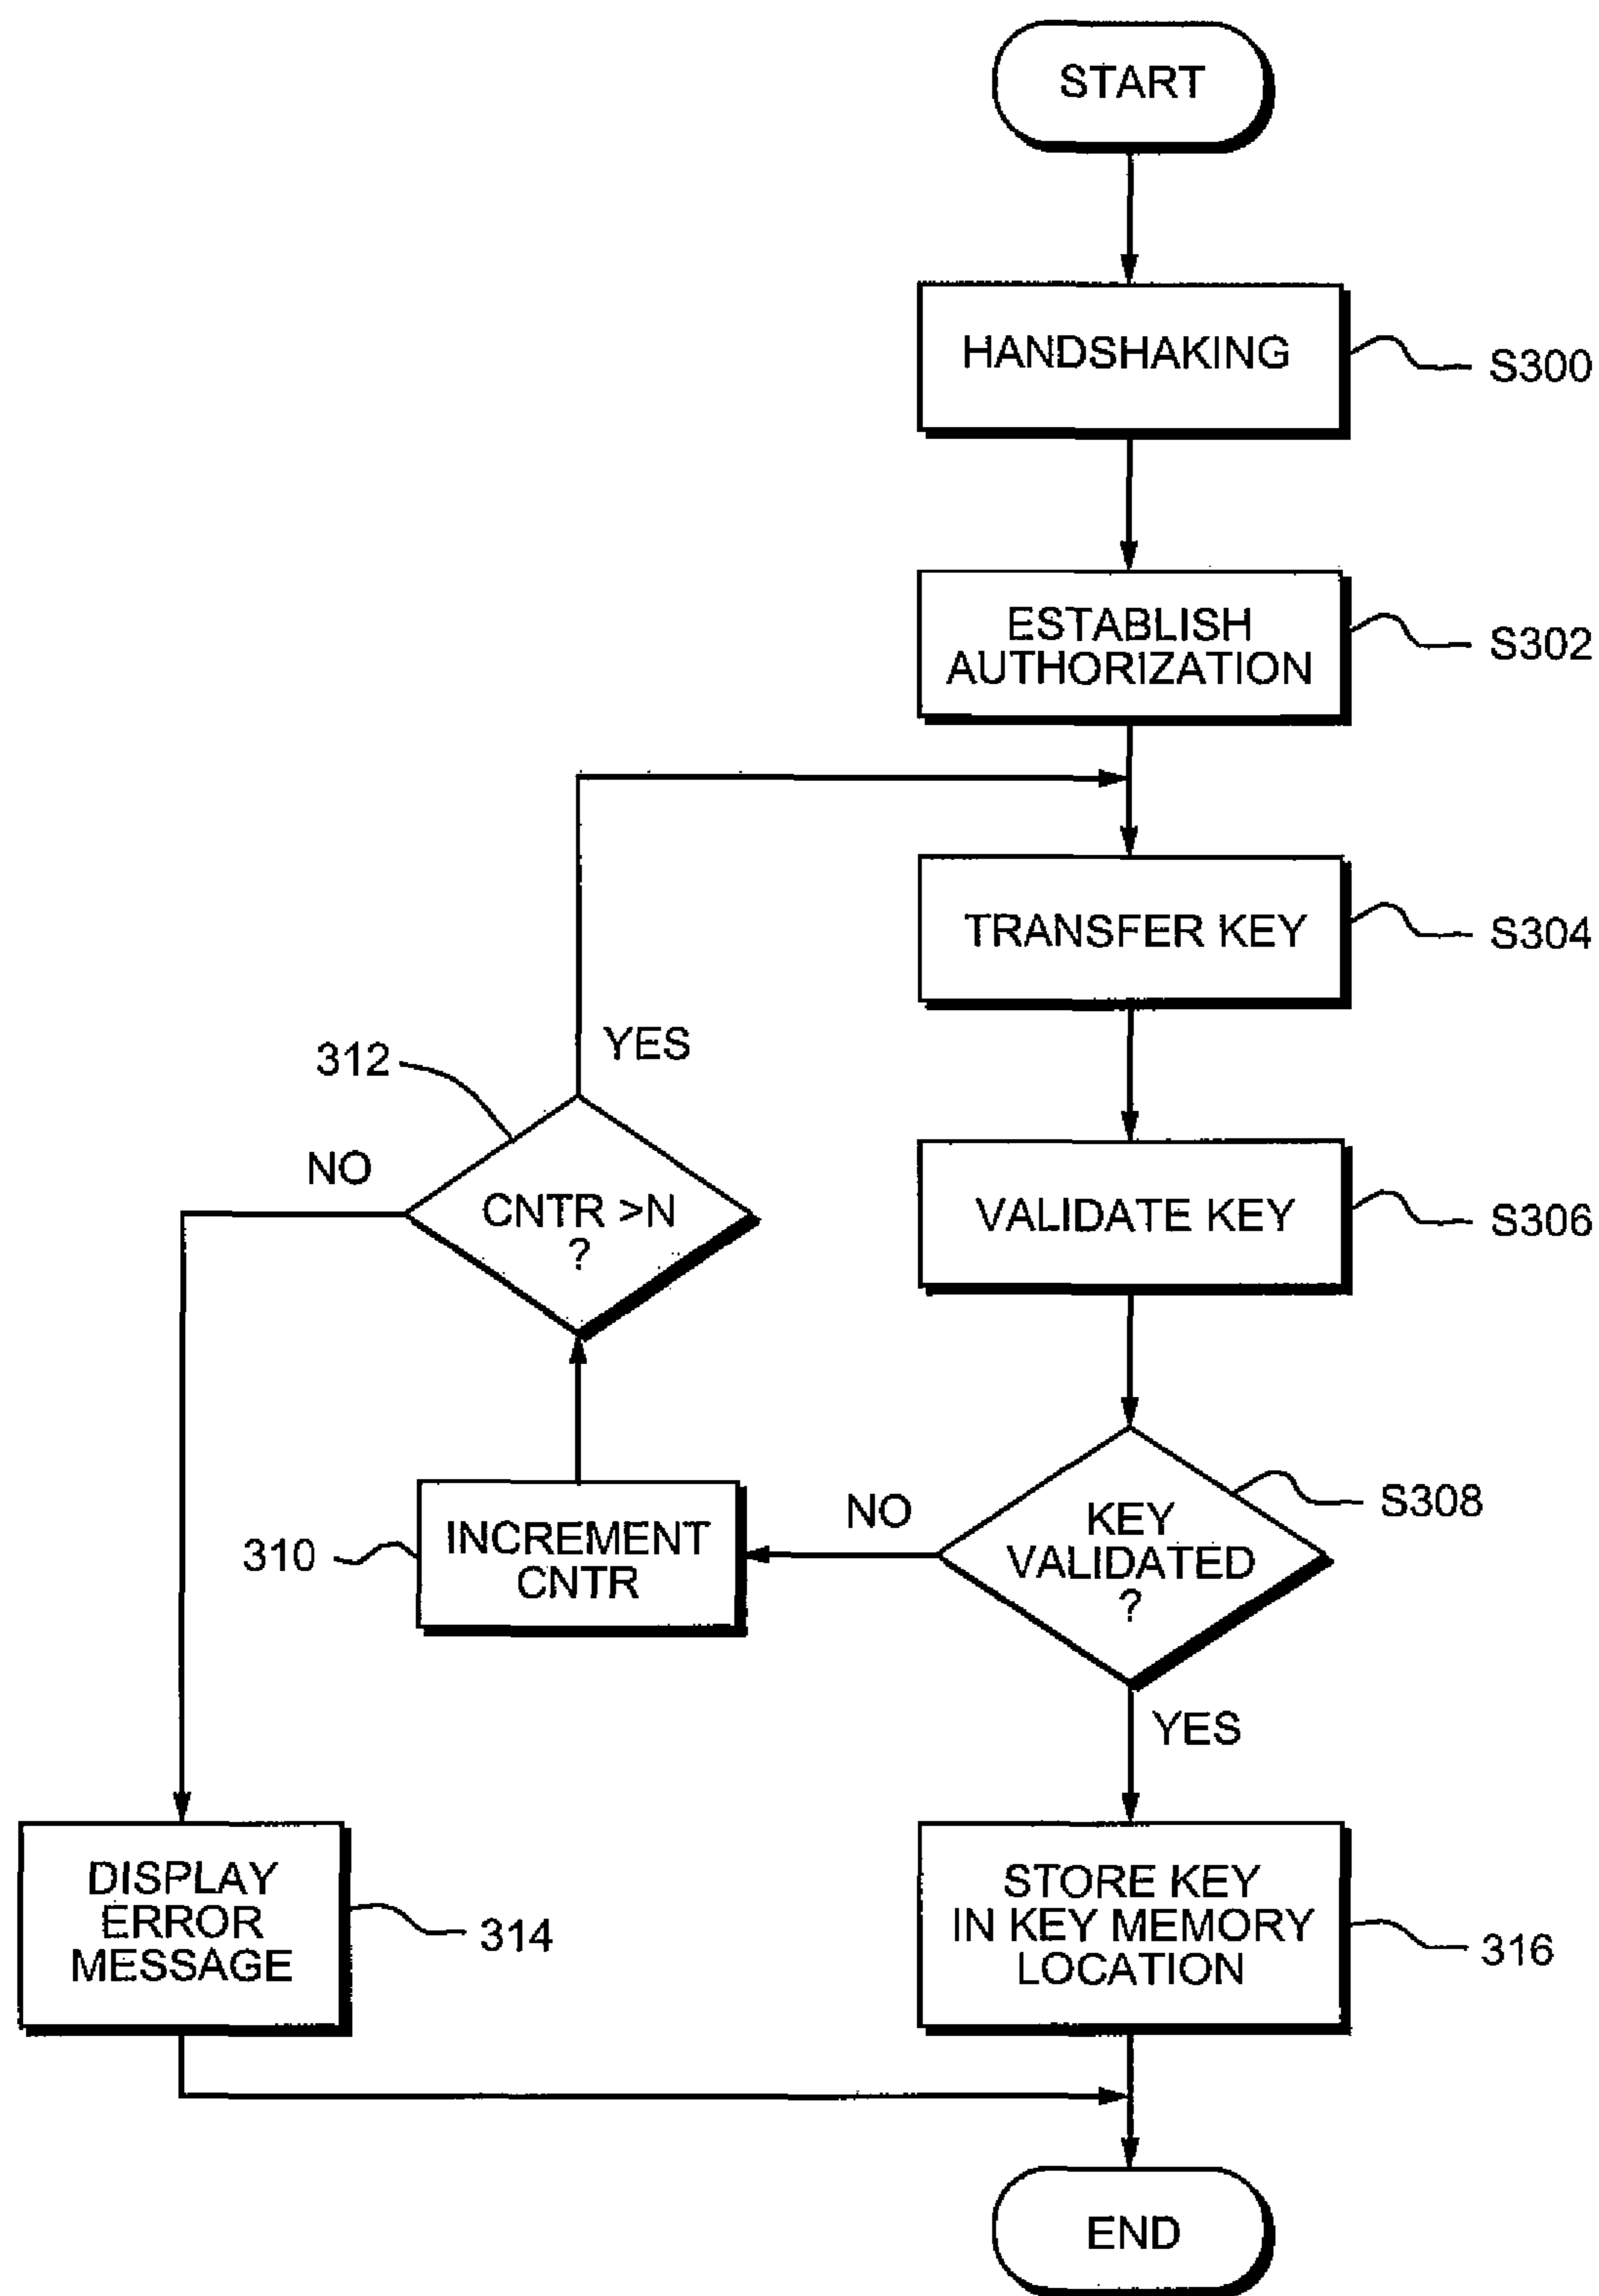 START
HANDSHAKING
S300
ESTABLISH
AUTHORIZATION
S302
TRANSFER KEY
S304
312
YES
NO
CNTR >N
?
VALIDATE KEY
S306
310
INCREMENT
CNTR
NO
KEY
VALIDATED
?
S308
YES
DISPLAY
ERROR
MESSAGE
314
STORE KEY
IN KEY MEMORY
LOCATION
316
END